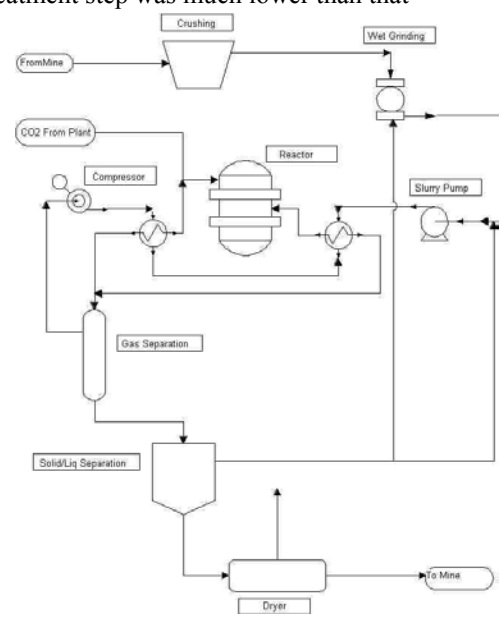 eatment step was much lower than that
Crushing
Wet Grinding
FromMine
CO2 From Plant
Reactor
Compressor
Slurry Pump
Gas Separation
Solid/Liq Separation
To Mine
Dryer